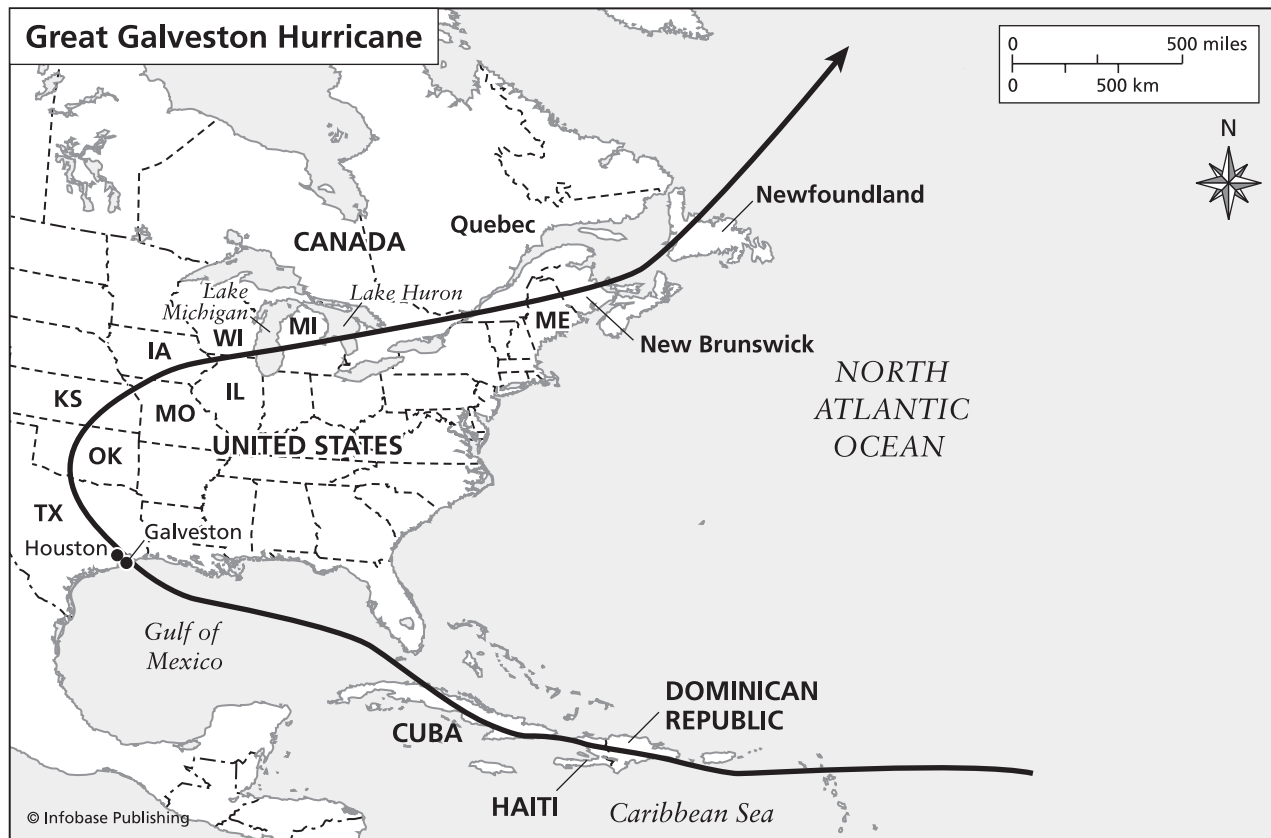 Great Galveston Hurricane
0 500 miles
0 500 km
N
Newfoundland
Quebec
CANADA
Lake
Michigan
Lake Huron
MI
WI
ME
New Brunswick
IA
NORTH
ATLANTIC
OCEAN
KS
IL
MO
UNITED STATES
OK
TX
Galveston
Houston
Gulf of
Mexico
DOMINICAN
REPUBLIC
CUBA
HAITI
Caribbean Sea
© Infobase Publishing